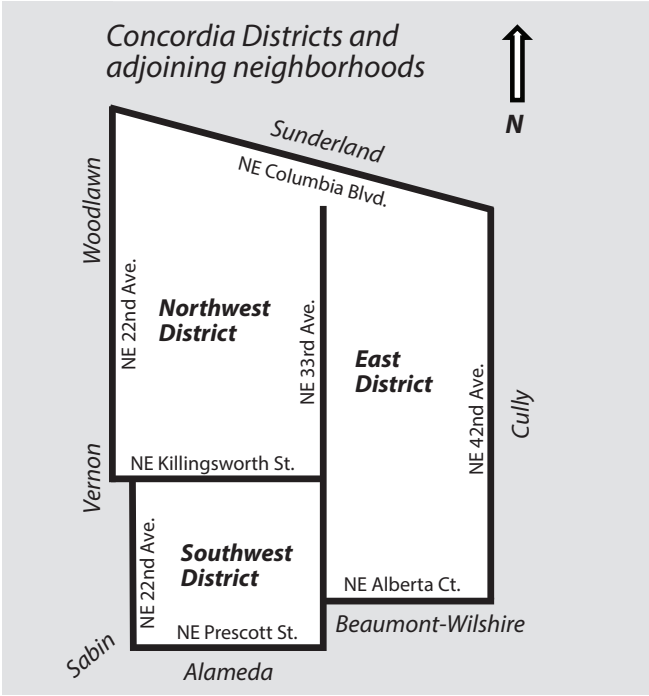 Concordia Districts and
adjoining neighborhoods
N
Sunderland
NE Columbia Blvd.
Woodlawn
NE 22nd Ave.
Northwest
District
NE 33rd Ave.
East
District
NE 42nd Ave.
Cully
Vernon
NE Killingsworth St.
NE 22nd Ave.
Southwest
District
NE Alberta Ct.
NE Prescott St.
Beaumont-Wilshire
Sabin
Alameda